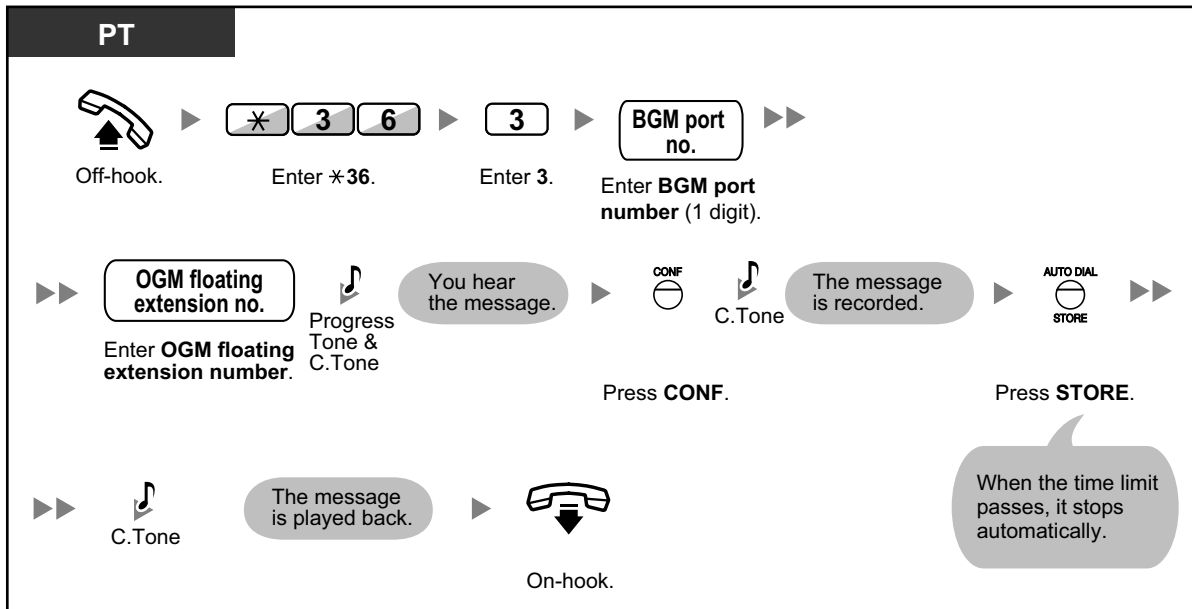 PT
✳ 3 6
3
BGM port
no.
Off-hook.
Enter ✳36.
Enter 3.
Enter BGM port
number (1 digit).
OGM floating
extension no.
Enter OGM floating
extension number.
Progress
Tone &
C.Tone
You hear
the message.
CONF
Press CONF.
C.Tone
The message
is recorded.
AUTO DIAL
STORE
Press STORE.
When the time limit
passes, it stops
automatically.
C.Tone
The message
is played back.
On-hook.